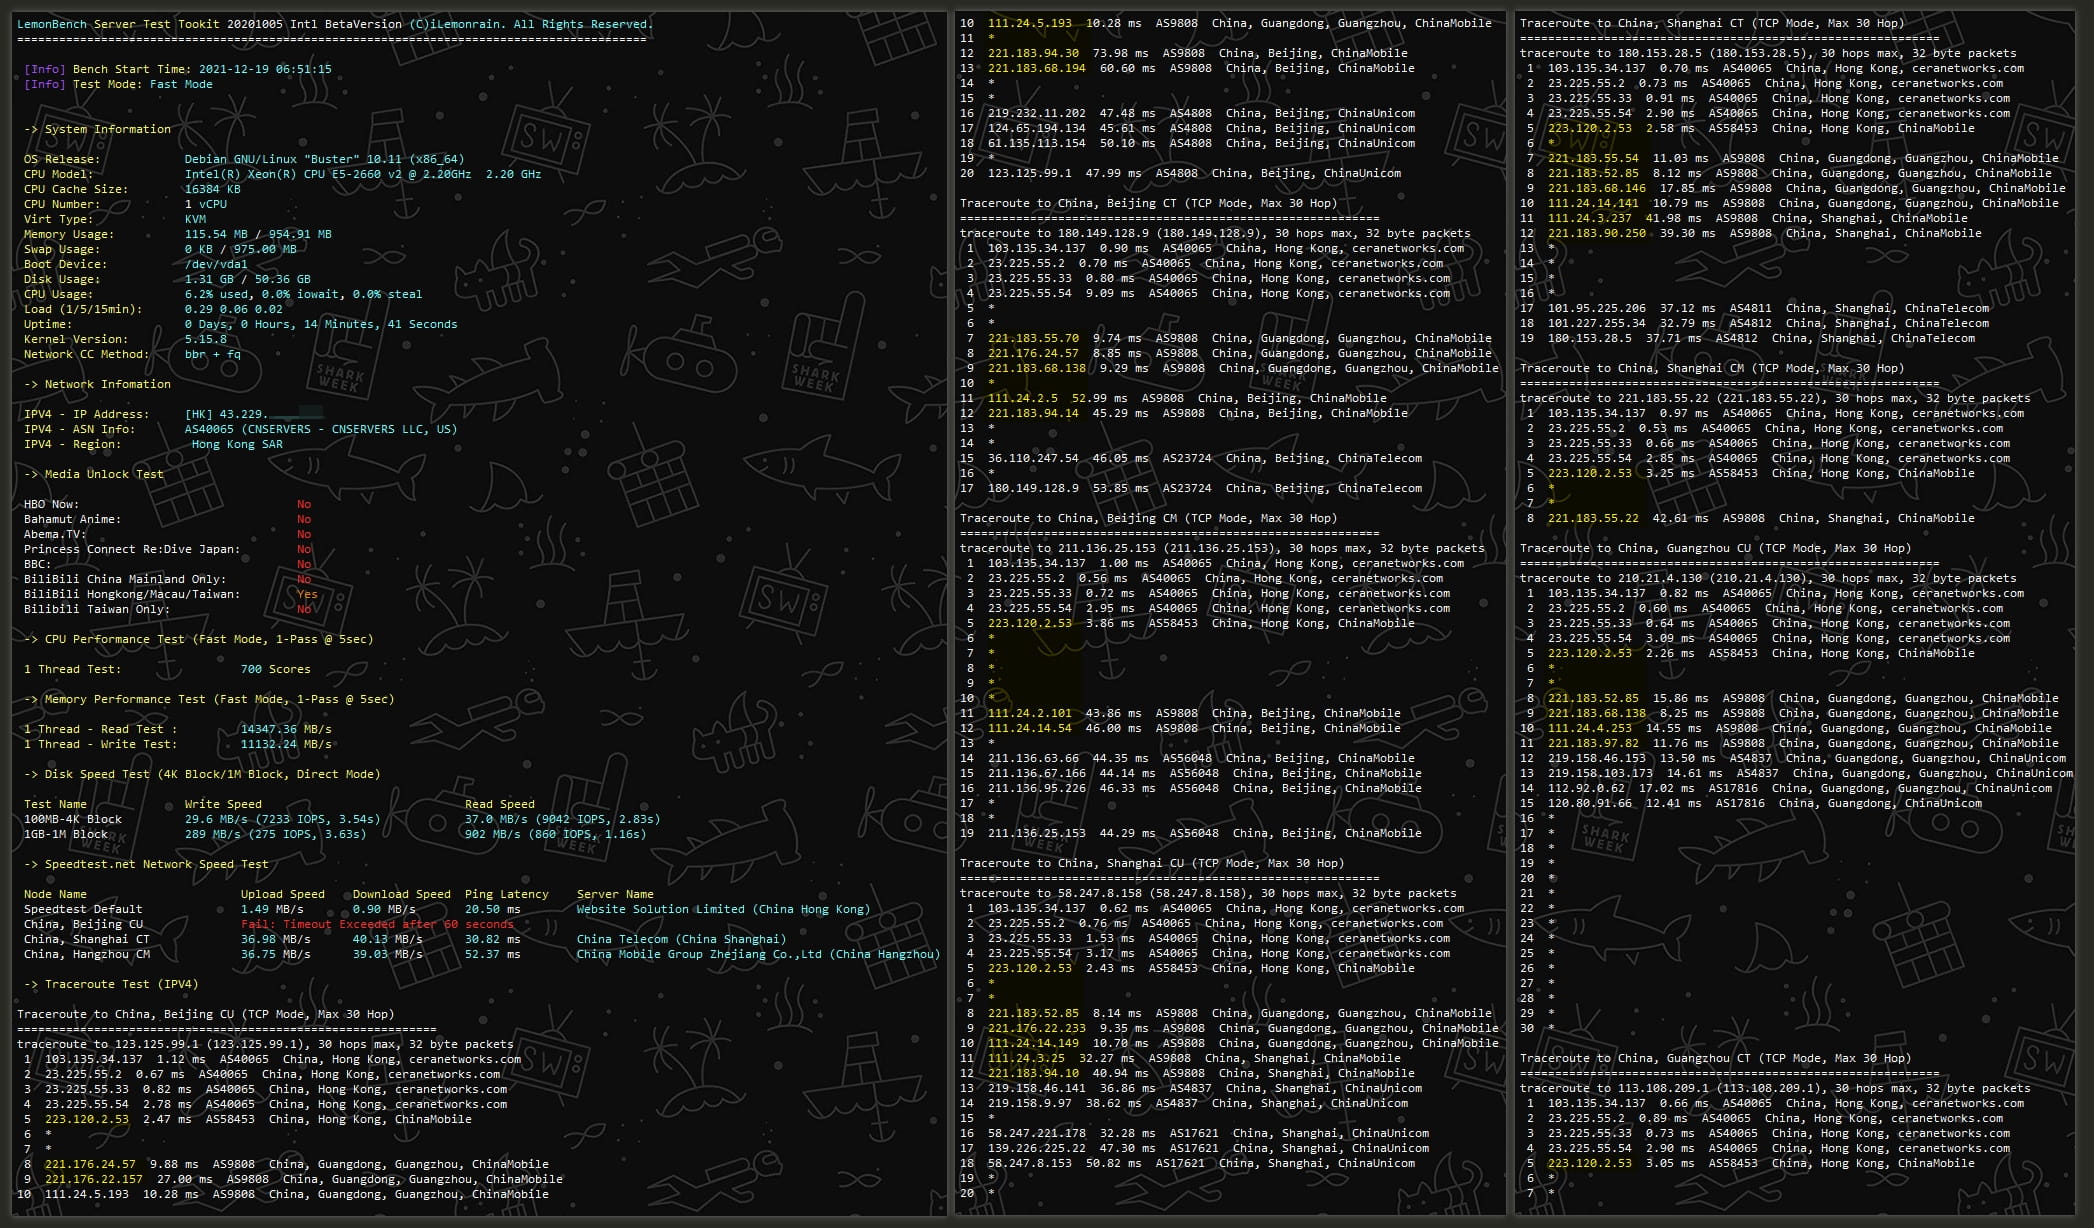 LemonBench Server Test Tookit 20201005 Intl BetaVersion (C)iLemonrain. All Rights Reserved.
==========================================================================================
[Info] Bench Start Time: 2021-12-19 06:51:15
[Info] Test Mode: Fast Mode
-> System Information
OS Release: Debian GNU/Linux "Buster" 10.11 (x86_64)
CPU Model: Intel(R) Xeon(R) CPU E5-2660 v2 @ 2.20GHz  2.20 GHz
CPU Cache Size: 16384 KB
CPU Number: 1 vCPU
Virt Type: KVM
Memory Usage: 115.54 MB / 954.91 MB
Swap Usage: 0 KB / 975.00 MB
Boot Device: /dev/vda1
Disk Usage: 1.31 GB / 50.36 GB
CPU Usage: 6.2% used, 0.0% iowait, 0.0% steal
Load (1/5/15min): 0.29 0.06 0.02
Uptime: 0 Days, 0 Hours, 14 Minutes, 41 Seconds
Kernel Version: 5.15.8
Network CC Method: bbr + fq
-> Network Infomation
IPV4 - IP Address: [HK] 43.229.
IPV4 - ASN Info: AS40065 (CNSERVERS - CNSERVERS LLC, US)
IPV4 - Region: Hong Kong SAR
-> Media Unlock Test
HBO Now: No
Bahamut Anime: No
Abema.TV: No
Princess Connect Re:Dive Japan: No
BBC: No
BiliBili China Mainland Only: No
BiliBili Hongkong/Macau/Taiwan: Yes
Bilibili Taiwan Only: No
-> CPU Performance Test (Fast Mode, 1-Pass @ 5sec)
1 Thread Test: 700 Scores
-> Memory Performance Test (Fast Mode, 1-Pass @ 5sec)
1 Thread - Read Test : 14347.36 MB/s
1 Thread - Write Test: 11132.24 MB/s
-> Disk Speed Test (4K Block/1M Block, Direct Mode)
Test Name Write Speed Read Speed
100MB-4K Block 29.6 MB/s (7233 IOPS, 3.54s) 37.0 MB/s (9042 IOPS, 2.83s)
1GB-1M Block 289 MB/s (275 IOPS, 3.63s) 902 MB/s (860 IOPS, 1.16s)
-> Speedtest.net Network Speed Test
Node Name Upload Speed Download Speed Ping Latency Server Name
Speedtest Default 1.49 MB/s 0.90 MB/s 20.50 ms Website Solution Limited (China Hong Kong)
China, Beijing CU Fail: Timeout Exceeded after 60 seconds
China, Shanghai CT 36.98 MB/s 40.13 MB/s 30.82 ms China Telecom (China Shanghai)
China, Hangzhou CM 36.75 MB/s 39.03 MB/s 52.37 ms China Mobile Group Zhejiang Co.,Ltd (China Hangzhou)
-> Traceroute Test (IPV4)
Traceroute to China, Beijing CU (TCP Mode, Max 30 Hop)
============================================================
traceroute to 123.125.99.1 (123.125.99.1), 30 hops max, 32 byte packets
1 103.135.34.137 1.12 ms AS40065 China, Hong Kong, ceranetworks.com
2 23.225.55.2 0.67 ms AS40065 China, Hong Kong, ceranetworks.com
3 23.225.55.33 0.82 ms AS40065 China, Hong Kong, ceranetworks.com
4 23.225.55.54 2.78 ms AS40065 China, Hong Kong, ceranetworks.com
5 223.120.2.53 2.47 ms AS58453 China, Hong Kong, ChinaMobile
6 *
7 *
8 221.176.24.57 9.88 ms AS9808 China, Guangdong, Guangzhou, ChinaMobile
9 221.176.22.157 27.00 ms AS9808 China, Guangdong, Guangzhou, ChinaMobile
10 111.24.5.193 10.28 ms AS9808 China, Guangdong, Guangzhou, ChinaMobile
10 111.24.5.193 10.28 ms AS9808 China, Guangdong, Guangzhou, ChinaMobile
11 *
12 221.183.94.30 73.98 ms AS9808 China, Beijing, ChinaMobile
13 221.183.68.194 60.60 ms AS9808 China, Beijing, ChinaMobile
14 *
15 *
16 219.232.11.202 47.48 ms AS4808 China, Beijing, ChinaUnicom
17 124.65.194.134 45.61 ms AS4808 China, Beijing, ChinaUnicom
18 61.135.113.154 50.10 ms AS4808 China, Beijing, ChinaUnicom
19 *
20 123.125.99.1 47.99 ms AS4808 China, Beijing, ChinaUnicom
Traceroute to China, Beijing CT (TCP Mode, Max 30 Hop)
============================================================
traceroute to 180.149.128.9 (180.149.128.9), 30 hops max, 32 byte packets
1 103.135.34.137 0.90 ms AS40065 China, Hong Kong, ceranetworks.com
2 23.225.55.2 0.70 ms AS40065 China, Hong Kong, ceranetworks.com
3 23.225.55.33 0.80 ms AS40065 China, Hong Kong, ceranetworks.com
4 23.225.55.54 9.09 ms AS40065 China, Hong Kong, ceranetworks.com
5 *
6 *
7 221.183.55.70 9.74 ms AS9808 China, Guangdong, Guangzhou, ChinaMobile
8 221.176.24.57 8.85 ms AS9808 China, Guangdong, Guangzhou, ChinaMobile
9 221.183.68.138 9.29 ms AS9808 China, Guangdong, Guangzhou, ChinaMobile
10 *
11 111.24.2.5 52.99 ms AS9808 China, Beijing, ChinaMobile
12 221.183.94.14 45.29 ms AS9808 China, Beijing, ChinaMobile
13 *
14 *
15 36.110.247.54 46.05 ms AS23724 China, Beijing, ChinaTelecom
16 *
17 180.149.128.9 53.85 ms AS23724 China, Beijing, ChinaTelecom
Traceroute to China, Beijing CM (TCP Mode, Max 30 Hop)
============================================================
traceroute to 211.136.25.153 (211.136.25.153), 30 hops max, 32 byte packets
1 103.135.34.137 1.00 ms AS40065 China, Hong Kong, ceranetworks.com
2 23.225.55.2 0.56 ms AS40065 China, Hong Kong, ceranetworks.com
3 23.225.55.33 0.72 ms AS40065 China, Hong Kong, ceranetworks.com
4 23.225.55.54 2.95 ms AS40065 China, Hong Kong, ceranetworks.com
5 223.120.2.53 3.86 ms AS58453 China, Hong Kong, ChinaMobile
6 *
7 *
8 *
9 *
10 *
11 111.24.2.101 43.86 ms AS9808 China, Beijing, ChinaMobile
12 111.24.14.54 46.00 ms AS9808 China, Beijing, ChinaMobile
13 *
14 211.136.63.66 44.35 ms AS56048 China, Beijing, ChinaMobile
15 211.136.67.166 44.14 ms AS56048 China, Beijing, ChinaMobile
16 211.136.95.226 46.33 ms AS56048 China, Beijing, ChinaMobile
17 *
18 *
19 211.136.25.153 44.29 ms AS56048 China, Beijing, ChinaMobile
Traceroute to China, Shanghai CU (TCP Mode, Max 30 Hop)
============================================================
traceroute to 58.247.8.158 (58.247.8.158), 30 hops max, 32 byte packets
1 103.135.34.137 0.62 ms AS40065 China, Hong Kong, ceranetworks.com
2 23.225.55.2 0.76 ms AS40065 China, Hong Kong, ceranetworks.com
3 23.225.55.33 1.53 ms AS40065 China, Hong Kong, ceranetworks.com
4 23.225.55.54 3.17 ms AS40065 China, Hong Kong, ceranetworks.com
5 223.120.2.53 2.43 ms AS58453 China, Hong Kong, ChinaMobile
6 *
7 *
8 221.183.52.85 8.14 ms AS9808 China, Guangdong, Guangzhou, ChinaMobile
9 221.176.22.233 9.35 ms AS9808 China, Guangdong, Guangzhou, ChinaMobile
10 111.24.14.149 10.70 ms AS9808 China, Guangdong, Guangzhou, ChinaMobile
11 111.24.3.25 32.27 ms AS9808 China, Shanghai, ChinaMobile
12 221.183.94.10 40.94 ms AS9808 China, Shanghai, ChinaMobile
13 219.158.46.141 36.86 ms AS4837 China, Shanghai, ChinaUnicom
14 219.158.9.97 38.62 ms AS4837 China, Shanghai, ChinaUnicom
15 *
16 58.247.221.178 32.28 ms AS17621 China, Shanghai, ChinaUnicom
17 139.226.225.22 47.30 ms AS17621 China, Shanghai, ChinaUnicom
18 58.247.8.153 50.82 ms AS17621 China, Shanghai, ChinaUnicom
19 *
20 *
Traceroute to China, Shanghai CT (TCP Mode, Max 30 Hop)
============================================================
traceroute to 180.153.28.5 (180.153.28.5), 30 hops max, 32 byte packets
1 103.135.34.137 0.70 ms AS40065 China, Hong Kong, ceranetworks.com
2 23.225.55.2 0.73 ms AS40065 China, Hong Kong, ceranetworks.com
3 23.225.55.33 0.91 ms AS40065 China, Hong Kong, ceranetworks.com
4 23.225.55.54 2.90 ms AS40065 China, Hong Kong, ceranetworks.com
5 223.120.2.53 2.58 ms AS58453 China, Hong Kong, ChinaMobile
6 *
7 221.183.55.54 11.03 ms AS9808 China, Guangdong, Guangzhou, ChinaMobile
8 221.183.52.85 8.12 ms AS9808 China, Guangdong, Guangzhou, ChinaMobile
9 221.183.68.146 17.85 ms AS9808 China, Guangdong, Guangzhou, ChinaMobile
10 111.24.14.141 10.79 ms AS9808 China, Guangdong, Guangzhou, ChinaMobile
11 111.24.3.237 41.98 ms AS9808 China, Shanghai, ChinaMobile
12 221.183.90.250 39.30 ms AS9808 China, Shanghai, ChinaMobile
13 *
14 *
15 *
16 *
17 101.95.225.206 37.12 ms AS4811 China, Shanghai, ChinaTelecom
18 101.227.255.34 32.79 ms AS4812 China, Shanghai, ChinaTelecom
19 180.153.28.5 37.71 ms AS4812 China, Shanghai, ChinaTelecom
Traceroute to China, Shanghai CM (TCP Mode, Max 30 Hop)
============================================================
traceroute to 221.183.55.22 (221.183.55.22), 30 hops max, 32 byte packets
1 103.135.34.137 0.97 ms AS40065 China, Hong Kong, ceranetworks.com
2 23.225.55.2 0.53 ms AS40065 China, Hong Kong, ceranetworks.com
3 23.225.55.33 0.66 ms AS40065 China, Hong Kong, ceranetworks.com
4 23.225.55.54 2.85 ms AS40065 China, Hong Kong, ceranetworks.com
5 223.120.2.53 3.25 ms AS58453 China, Hong Kong, ChinaMobile
6 *
7 *
8 221.183.55.22 42.61 ms AS9808 China, Shanghai, ChinaMobile
Traceroute to China, Guangzhou CU (TCP Mode, Max 30 Hop)
============================================================
traceroute to 210.21.4.130 (210.21.4.130), 30 hops max, 32 byte packets
1 103.135.34.137 0.82 ms AS40065 China, Hong Kong, ceranetworks.com
2 23.225.55.2 0.60 ms AS40065 China, Hong Kong, ceranetworks.com
3 23.225.55.33 0.64 ms AS40065 China, Hong Kong, ceranetworks.com
4 23.225.55.54 3.09 ms AS40065 China, Hong Kong, ceranetworks.com
5 223.120.2.53 2.26 ms AS58453 China, Hong Kong, ChinaMobile
6 *
7 *
8 221.183.52.85 15.86 ms AS9808 China, Guangdong, Guangzhou, ChinaMobile
9 221.183.68.138 8.25 ms AS9808 China, Guangdong, Guangzhou, ChinaMobile
10 111.24.4.253 14.55 ms AS9808 China, Guangdong, Guangzhou, ChinaMobile
11 221.183.97.82 11.76 ms AS9808 China, Guangdong, Guangzhou, ChinaMobile
12 219.158.46.153 13.50 ms AS4837 China, Guangdong, Guangzhou, ChinaUnicom
13 219.158.103.173 14.61 ms AS4837 China, Guangdong, Guangzhou, ChinaUnicom
14 112.92.0.62 17.02 ms AS17816 China, Guangdong, Guangzhou, ChinaUnicom
15 120.80.91.66 12.41 ms AS17816 China, Guangdong, ChinaUnicom
16 *
17 *
18 *
19 *
20 *
21 *
22 *
23 *
24 *
25 *
26 *
27 *
28 *
29 *
30 *
Traceroute to China, Guangzhou CT (TCP Mode, Max 30 Hop)
============================================================
traceroute to 113.108.209.1 (113.108.209.1), 30 hops max, 32 byte packets
1 103.135.34.137 0.66 ms AS40065 China, Hong Kong, ceranetworks.com
2 23.225.55.2 0.89 ms AS40065 China, Hong Kong, ceranetworks.com
3 23.225.55.33 0.73 ms AS40065 China, Hong Kong, ceranetworks.com
4 23.225.55.54 2.90 ms AS40065 China, Hong Kong, ceranetworks.com
5 223.120.2.53 3.05 ms AS58453 China, Hong Kong, ChinaMobile
6 *
7 *